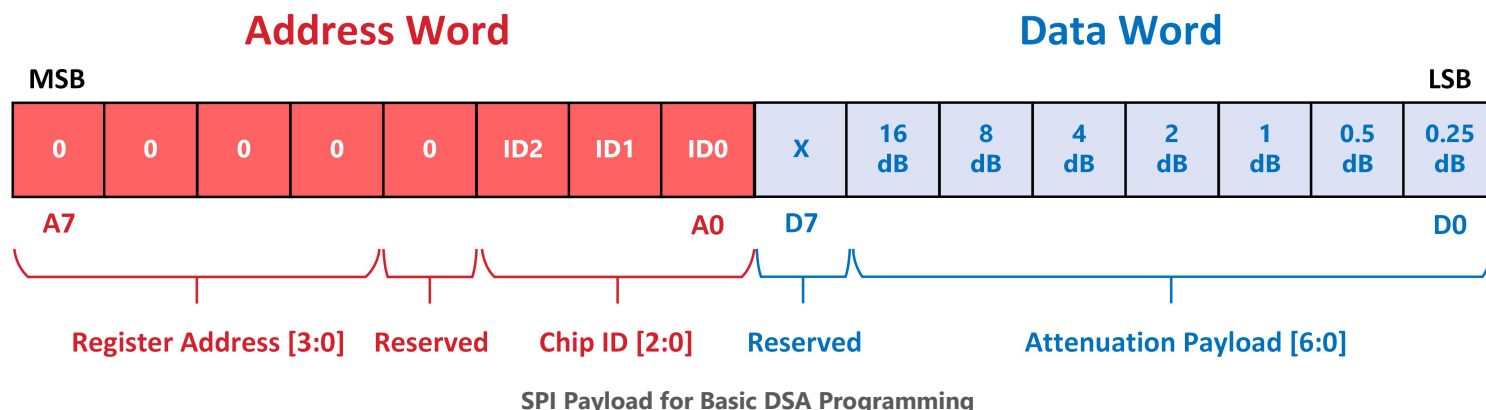 Address Word Data Word
MSB LSB
0 0 0 0 0 ID2 ID1 ID0 X 16 dB 8 dB 4 dB 2 dB 1 dB 0.5 dB 0.25 dB
A7 A0 D7 D0
Register Address [3:0] Reserved Chip ID [2:0] Reserved Attenuation Payload [6:0]
SPI Payload for Basic DSA Programming